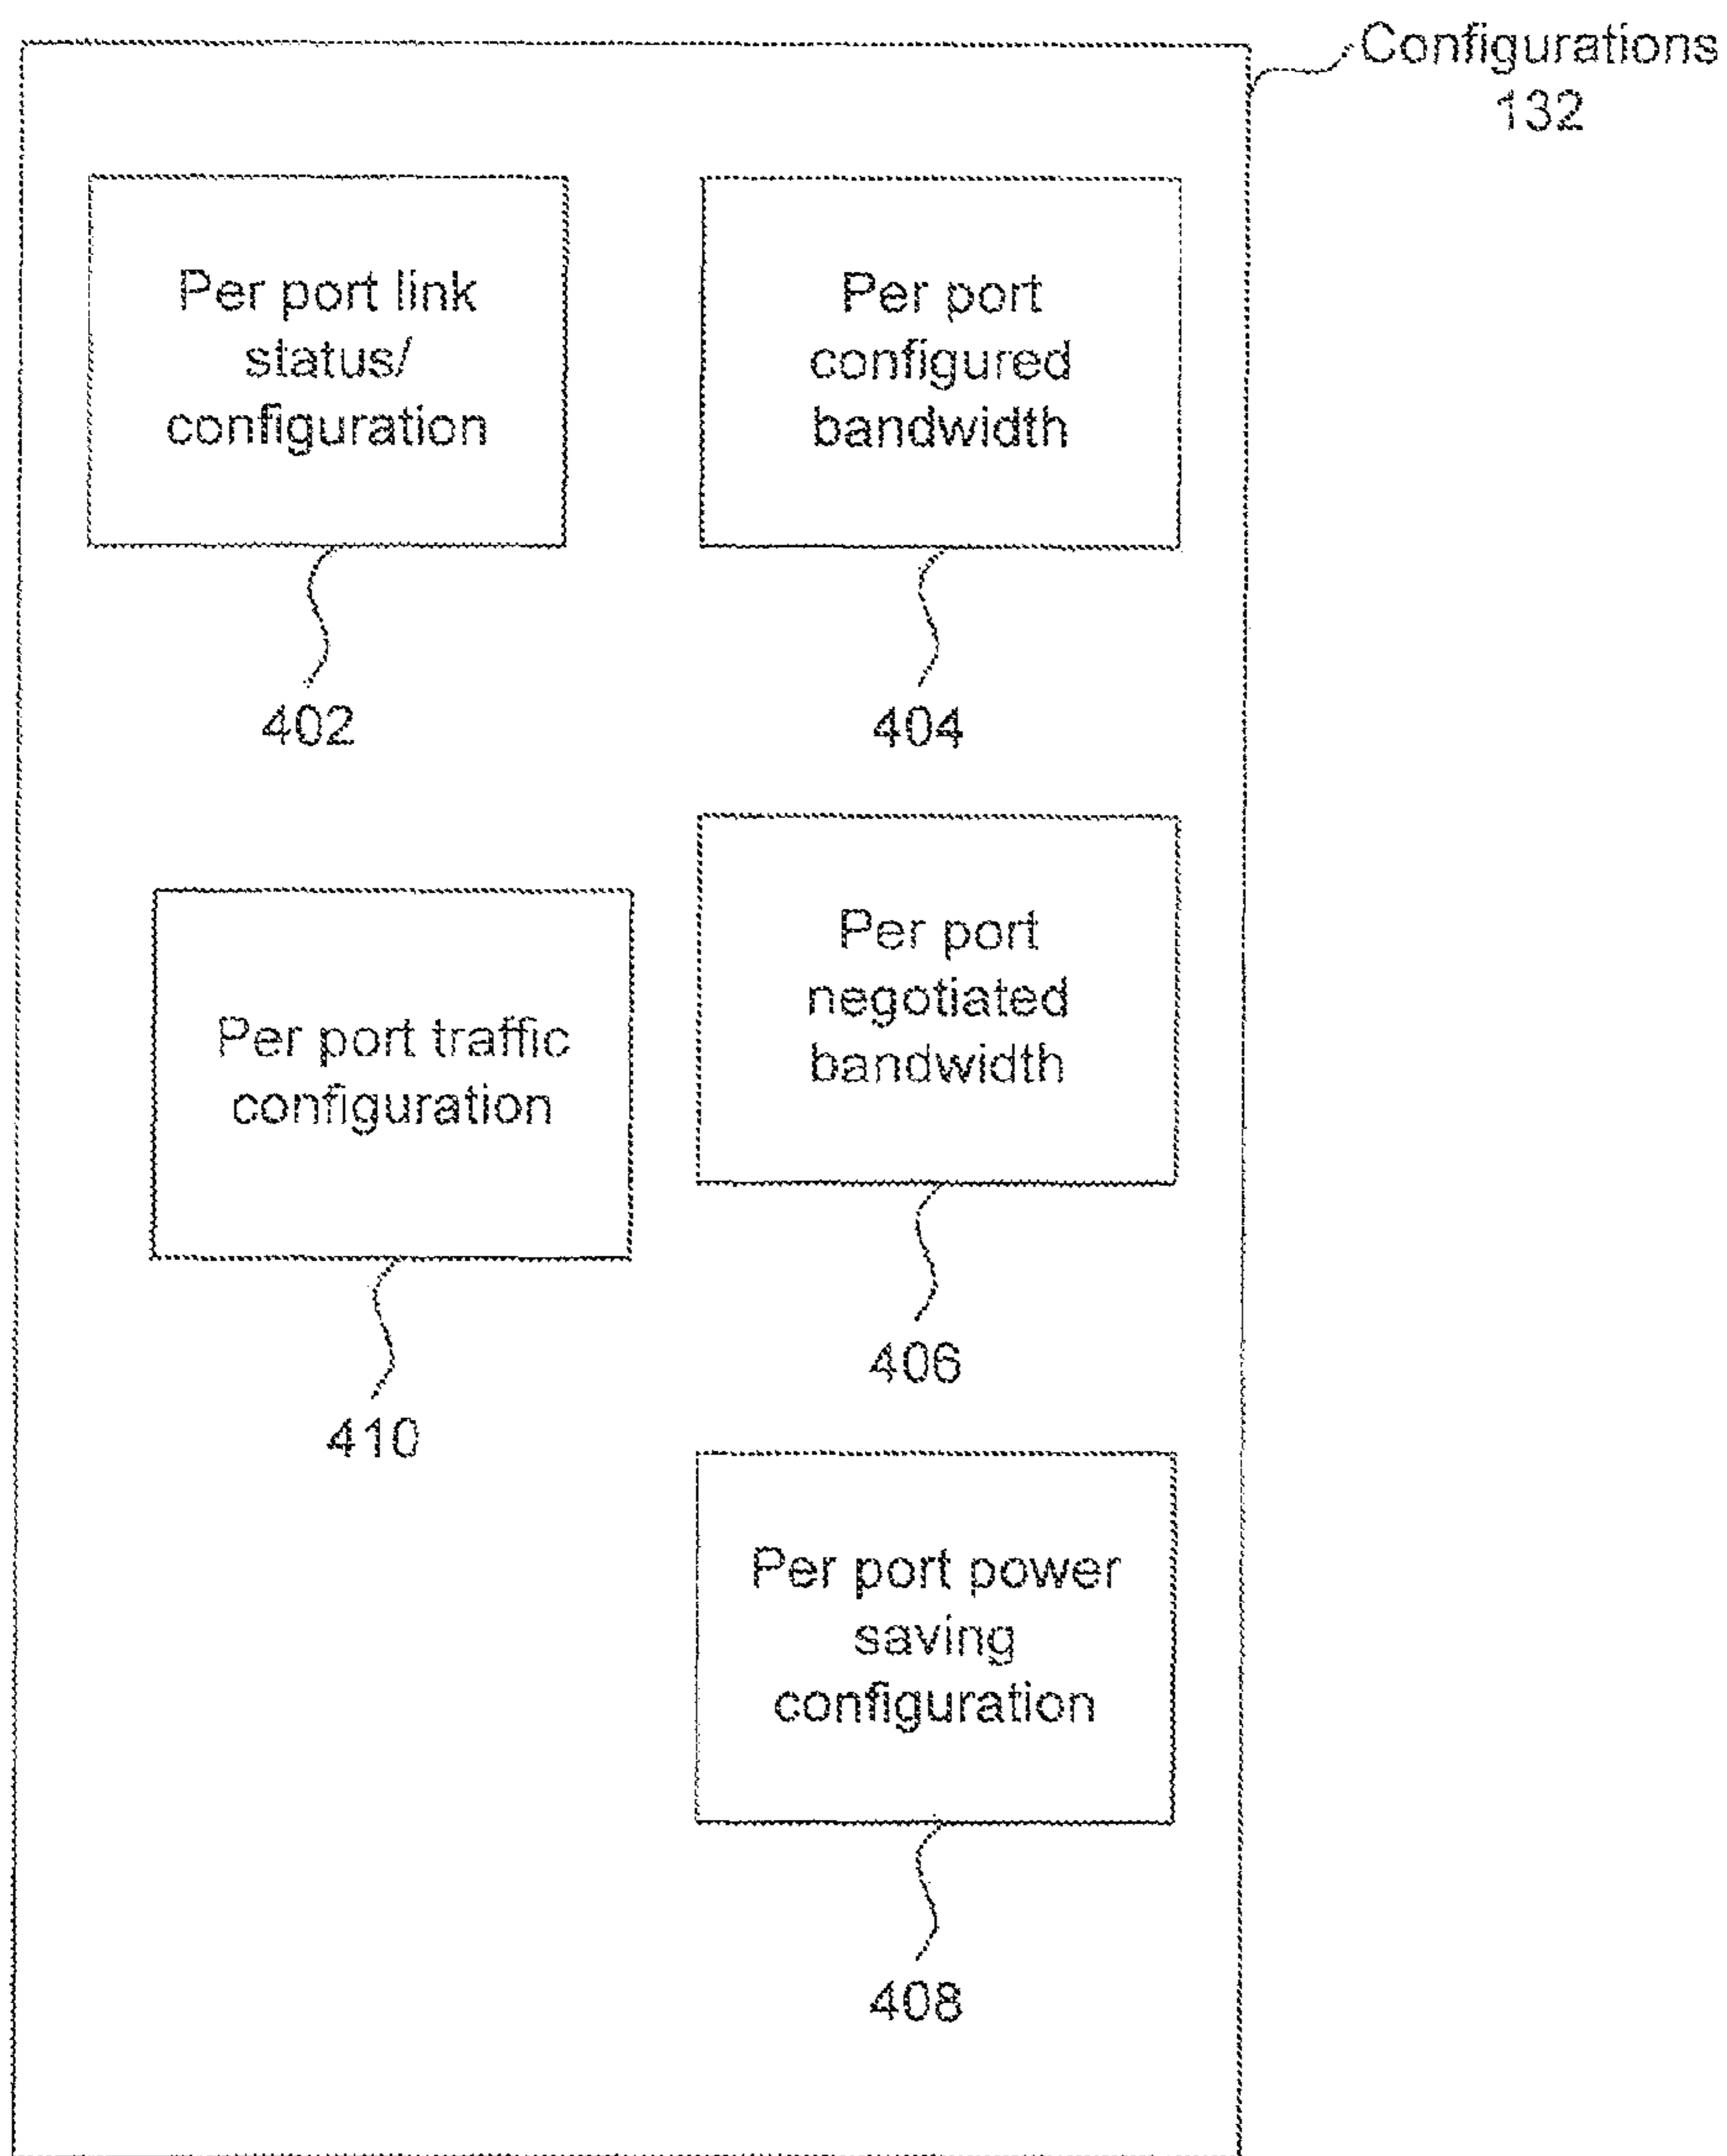 Configurations
132
Per port link
status/
configuration
402
Per port
configured
bandwidth
404
Per port traffic
configuration
410
Per port
negotiated
bandwidth
406
Per port power
saving
configuration
408